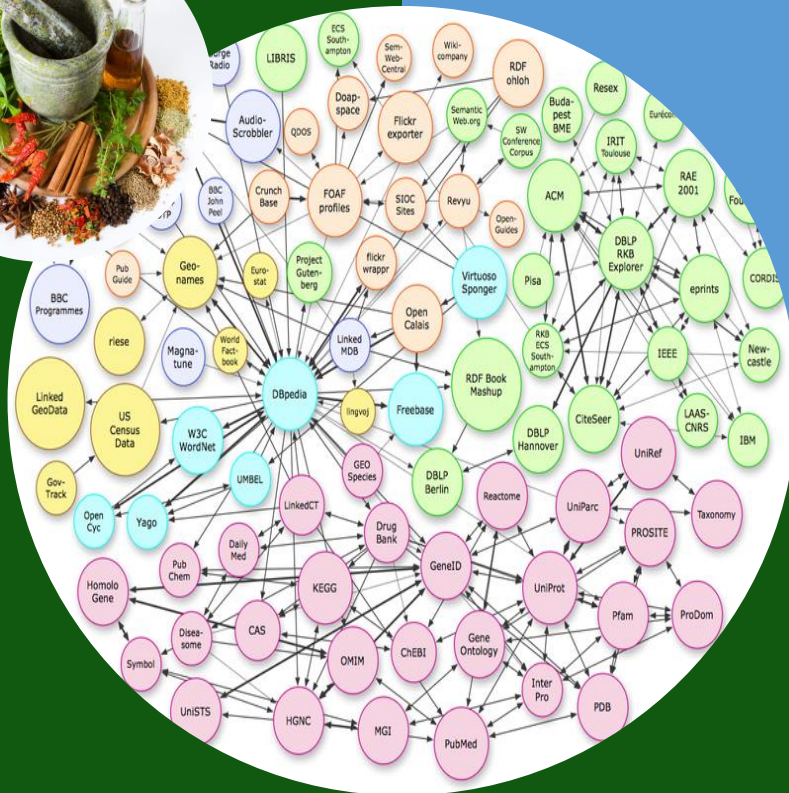 ECS
South-
ampton
LIBRIS
Sem-
Web-
Central
Wiki-
company
RDF
ohloh
Radio
Doap-
space
Resex
Audio-
Scrobbler
QDOS
Flickr
exporter
Semantic
Web.org
SW
Conference
Corpus
Buda-
pest
BME
IRIT
Toulouse
ACM
RAE
2001
BBC
John
Peel
Crunch
Base
FOAF
profiles
SIOC
Sites
Revyu
Open-
Guides
DBLP
RKB
Explorer
Pub
Guide
Geo-
names
Euro-
stat
Project
Guten-
berg
flickr
wrappr
Virtuoso
Sponger
Pisa
eprints
CORDIS
BBC
Programmes
riese
Magna-
tune
World
Fact-
book
Linked
MDB
Open
Calais
RKB
ECS
South-
ampton
IEEE
New-
castle
Linked
GeoData
US
Census
Data
W3C
WordNet
DBpedia
lingvoj
Freebase
RDF Book
Mashup
DBLP
Hannover
CiteSeer
LAAS-
CNRS
IBM
Gov-
Track
Open
Cyc
Yago
UMBEL
GEO
Species
DBLP
Berlin
Reactome
UniParc
UniRef
PROSITE
Taxonomy
LinkedCT
Drug
Bank
Daily
Med
Pub
Chem
Homolo
Gene
KEGG
GeneID
UniProt
Pfam
ProDom
Disea-
some
CAS
Symbol
OMIM
ChEBI
Gene
Ontology
Inter
Pro
PDB
UniSTS
HGNC
MGI
PubMed